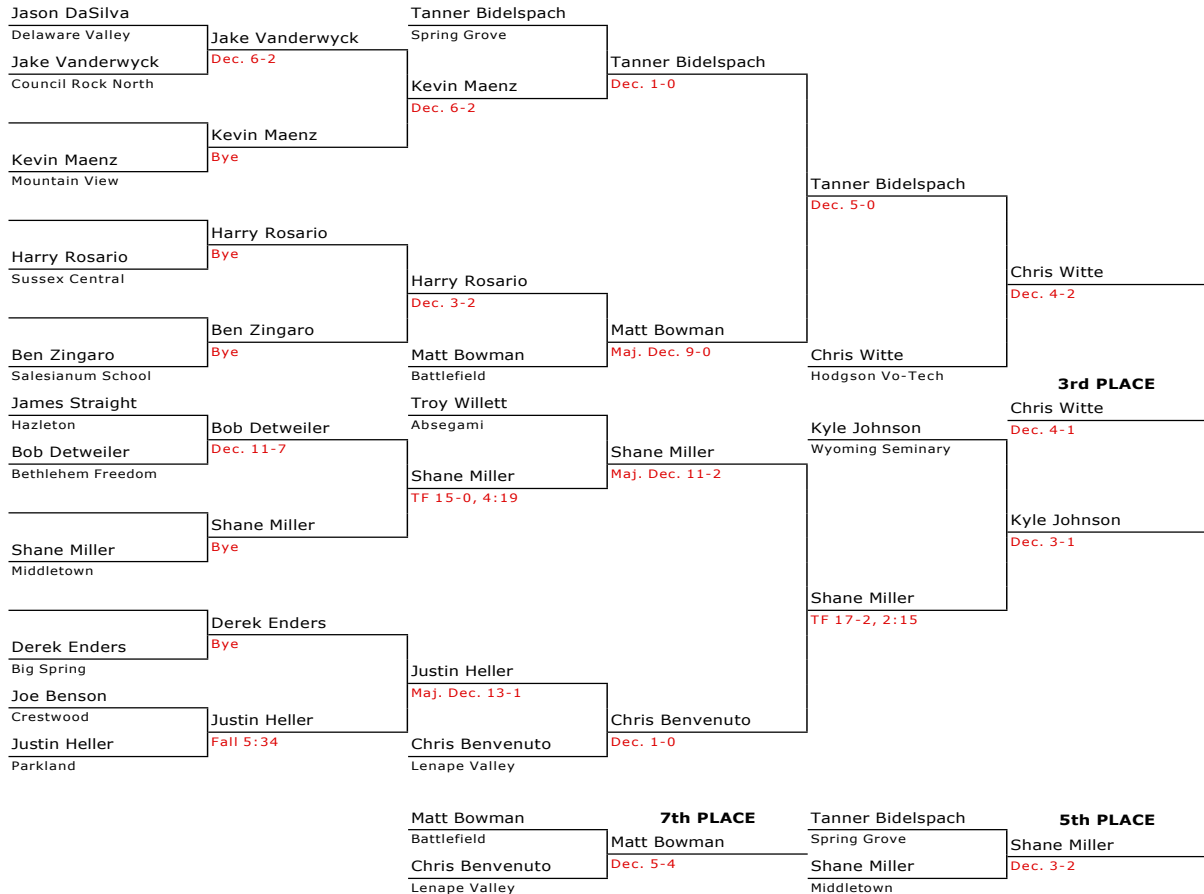 Jason DaSilva
Delaware Valley
Jake Vanderwyck
Council Rock North
Kevin Maenz
Mountain View
Harry Rosario
Sussex Central
Ben Zingaro
Salesianum School
James Straight
Hazleton
Bob Detweiler
Bethlehem Freedom
Shane Miller
Middletown
Derek Enders
Big Spring
Joe Benson
Crestwood
Justin Heller
Parkland
Jake Vanderwyck
Dec. 6-2
Kevin Maenz
Bye
Harry Rosario
Bye
Ben Zingaro
Bye
Bob Detweiler
Dec. 11-7
Shane Miller
Bye
Derek Enders
Bye
Justin Heller
Fall 5:34
Tanner Bidelspach
Spring Grove
Kevin Maenz
Dec. 6-2
Harry Rosario
Dec. 3-2
Matt Bowman
Battlefield
Troy Willett
Absegami
Shane Miller
TF 15-0, 4:19
Justin Heller
Maj. Dec. 13-1
Chris Benvenuto
Lenape Valley
Tanner Bidelspach
Dec. 1-0
Matt Bowman
Maj. Dec. 9-0
Shane Miller
Maj. Dec. 11-2
Chris Benvenuto
Dec. 1-0
Tanner Bidelspach
Dec. 5-0
Chris Witte
Hodgson Vo-Tech
Kyle Johnson
Wyoming Seminary
Shane Miller
TF 17-2, 2:15
Chris Witte
Dec. 4-2
3rd PLACE
Chris Witte
Dec. 4-1
Kyle Johnson
Dec. 3-1
Matt Bowman
Battlefield
Chris Benvenuto
Lenape Valley
7th PLACE
Matt Bowman
Dec. 5-4
Tanner Bidelspach
Spring Grove
Shane Miller
Middletown
5th PLACE
Shane Miller
Dec. 3-2